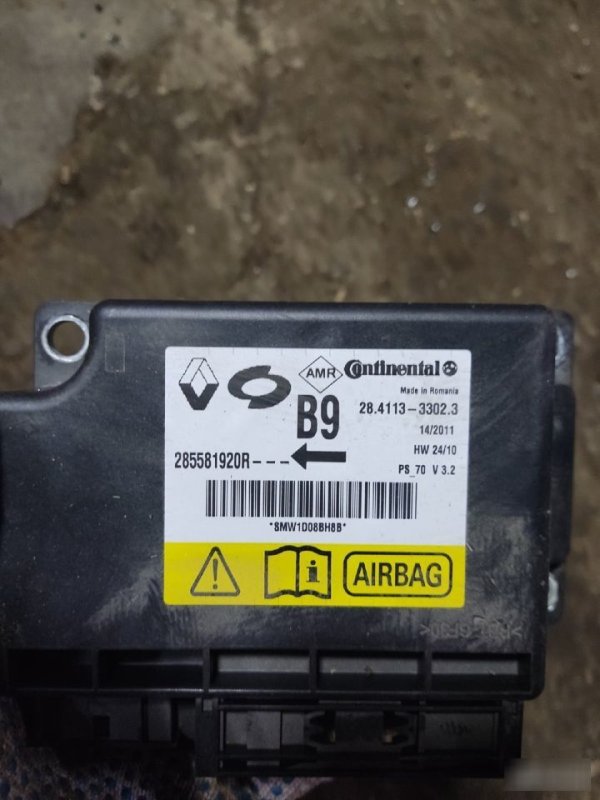 AMR
Continental
Made in Romania
B9
28.4113-3302.3
14/2011
HW 24/10
285581920R---
PS_70 V 3.2
AIRBAG